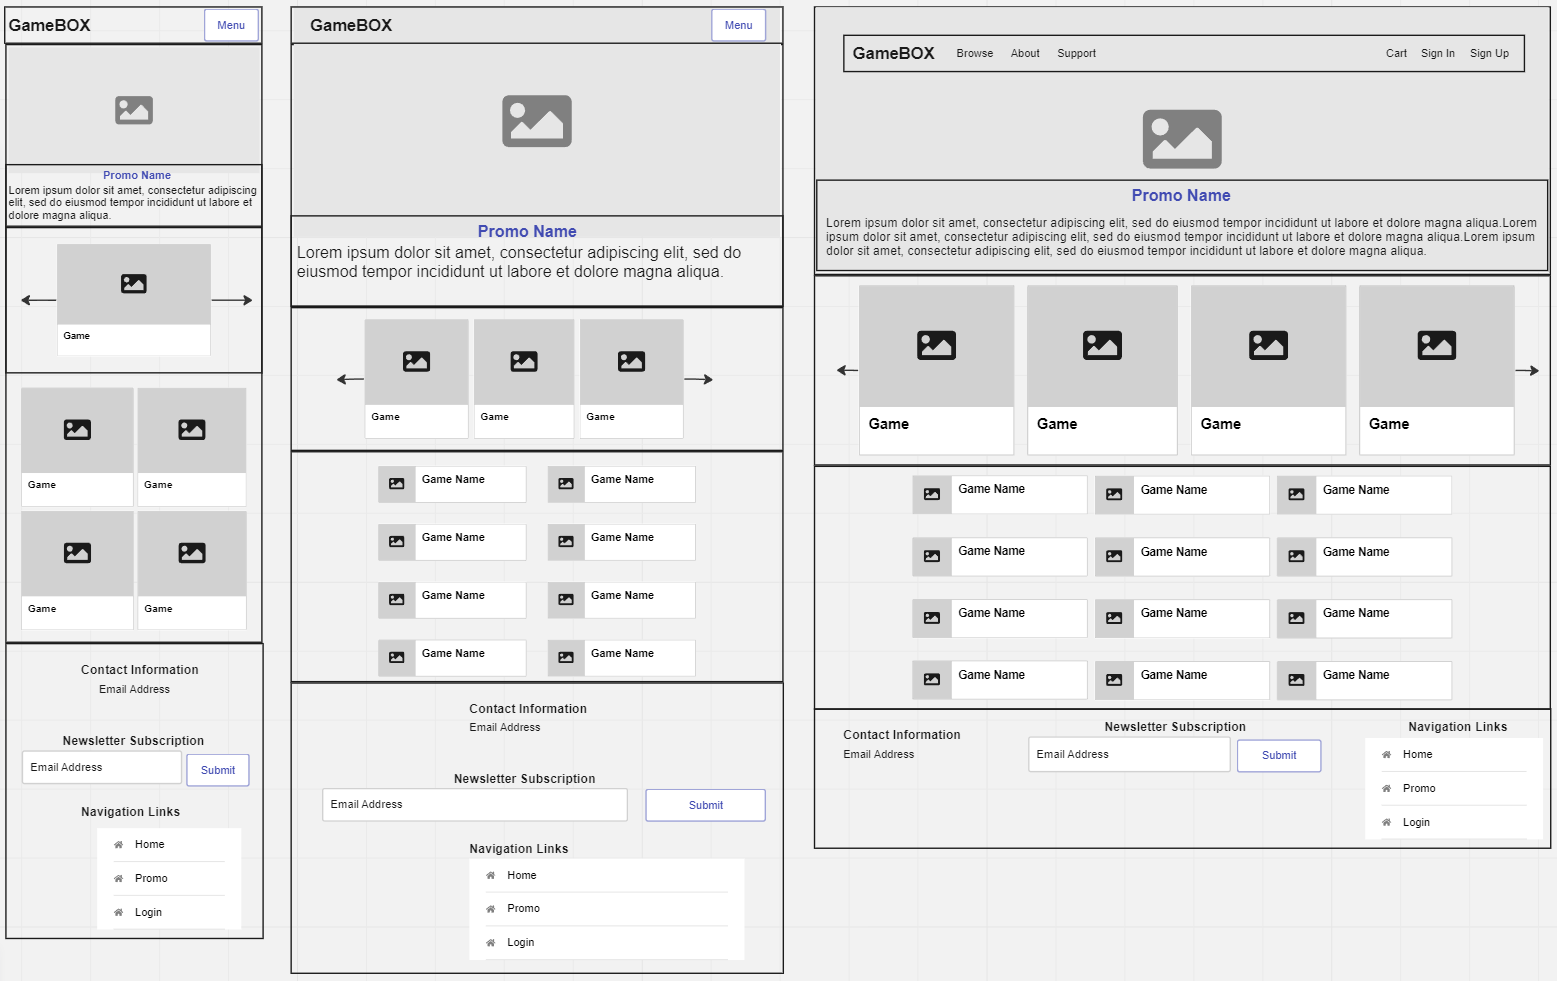 GameBOX
Menu
Promo Name
Lorem ipsum dolor sit amet, consectetur adipiscing
elit, sed do eiusmod tempor incididunt ut labore et
dolore magna aliqua.
Game
Game
Game
Game
Game
Contact Information
Email Address
Newsletter Subscription
Email Address
Submit
Navigation Links
Home
Promo
Login
GameBOX
Menu
Promo Name
Lorem ipsum dolor sit amet, consectetur adipiscing elit, sed do
eiusmod tempor incididunt ut labore et dolore magna aliqua.
Game
Game
Game
Game Name
Game Name
Game Name
Game Name
Game Name
Game Name
Game Name
Game Name
Contact Information
Email Address
Newsletter Subscription
Email Address
Submit
Navigation Links
Home
Promo
Login
GameBOX
Browse
About
Support
Cart
Sign In
Sign Up
Promo Name
Lorem ipsum dolor sit amet, consectetur adipiscing elit, sed do eiusmod tempor incididunt ut labore et dolore magna aliqua.Lorem
ipsum dolor sit amet, consectetur adipiscing elit, sed do eiusmod tempor incididunt ut labore et dolore magna aliqua.Lorem ipsum
dolor sit amet, consectetur adipiscing elit, sed do eiusmod tempor incididunt ut labore et dolore magna aliqua.
Game
Game
Game
Game
Game Name
Game Name
Game Name
Game Name
Game Name
Game Name
Game Name
Game Name
Game Name
Game Name
Game Name
Game Name
Contact Information
Email Address
Newsletter Subscription
Email Address
Submit
Navigation Links
Home
Promo
Login